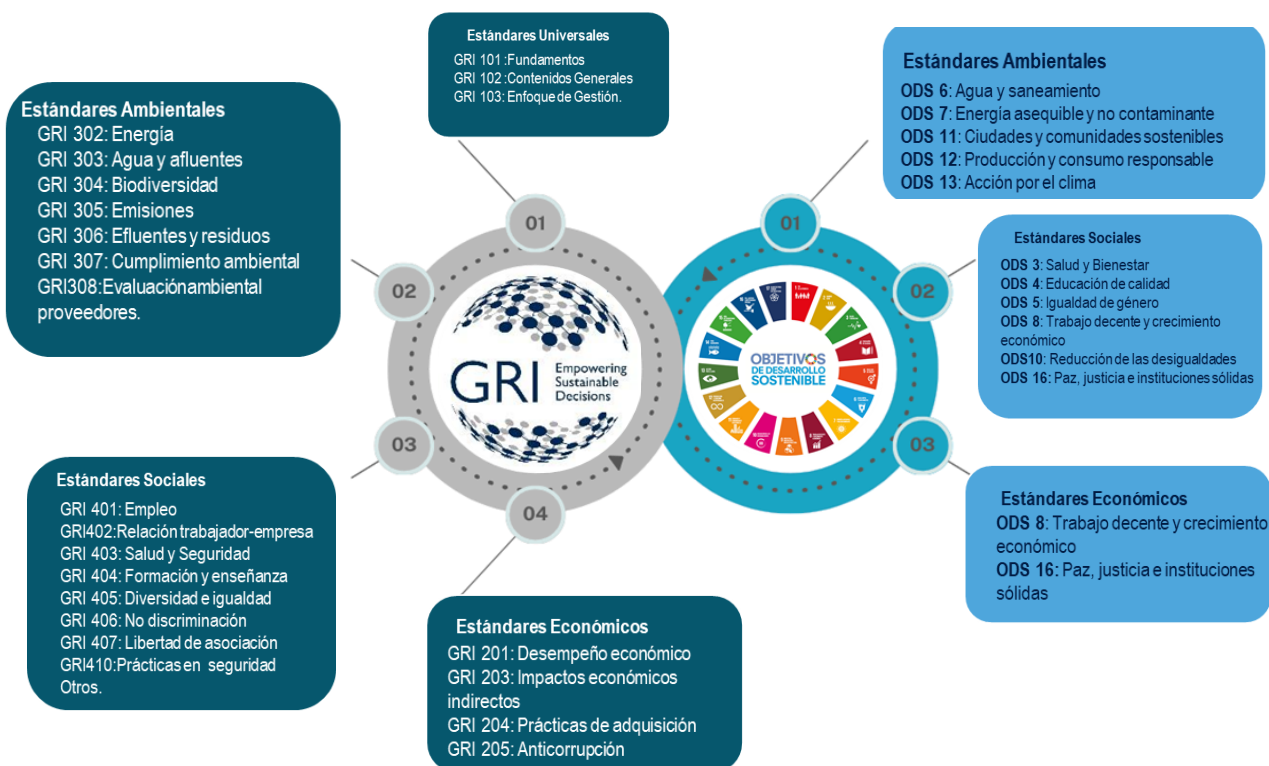 Estándares Universales
GRI 101 :Fundamentos
GRI 102 :Contenidos Generales
GRI 103: Enfoque de Gestión.
Estándares Ambientales
GRI 302: Energía
GRI 303: Agua y afluentes
GRI 304: Biodiversidad
GRI 305: Emisiones
GRI 306: Efluentes y residuos
GRI 307: Cumplimiento ambiental
GRI308:Evaluaciónambiental
proveedores.
Estándares Sociales
GRI 401: Empleo
GRI402:Relación trabajador-empresa
GRI 403: Salud y Seguridad
GRI 404: Formación y enseñanza
GRI 405: Diversidad e igualdad
GRI 406: No discriminación
GRI 407: Libertad de asociación
GRI410:Prácticas en seguridad
Otros.
Estándares Económicos
GRI 201: Desempeño económico
GRI 203: Impactos económicos
indirectos
GRI 204: Prácticas de adquisición
GRI 205: Anticorrupción
01
02
03
04
GRI
Empowering
Sustainable
Decisions
01
02
03
OBJETIVOS
DE DESARROLLO
SOSTENIBLE
Estándares Ambientales
ODS 6: Agua y saneamiento
ODS 7: Energía asequible y no contaminante
ODS 11: Ciudades y comunidades sostenibles
ODS 12: Producción y consumo responsable
ODS 13: Acción por el clima
Estándares Sociales
ODS 3: Salud y Bienestar
ODS 4: Educación de calidad
ODS 5: Igualdad de género
ODS 8: Trabajo decente y crecimiento
económico
ODS10: Reducción de las desigualdades
ODS 16: Paz, justicia e instituciones sólidas
Estándares Económicos
ODS 8: Trabajo decente y crecimiento
económico
ODS 16: Paz, justicia e instituciones
sólidas